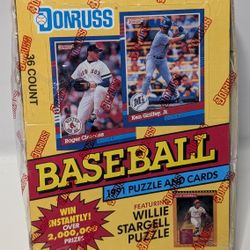 DONRUSS
36 COUNT
Roger Clemens
Ken Griffey, Jr.
BASEBALL
1991 PUZZLE AND CARDS
WIN
INSTANTLY!
OVER
2,000,000
PRIZES
FEATURING
WILLIE
STARGELL
PUZZLE